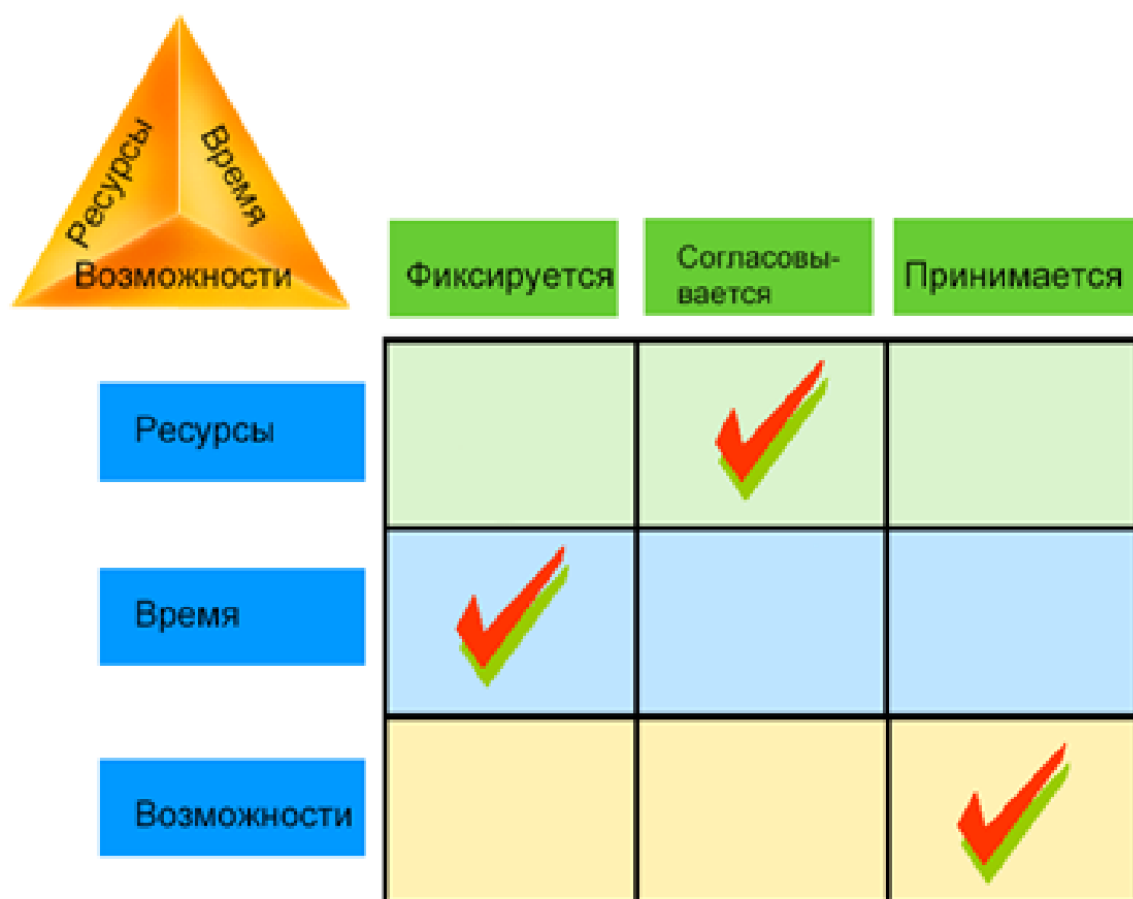 Ресурсы
Время
Возможности
Фиксируется
Согласовы-
вается
Принимается
Ресурсы
Время
Возможности